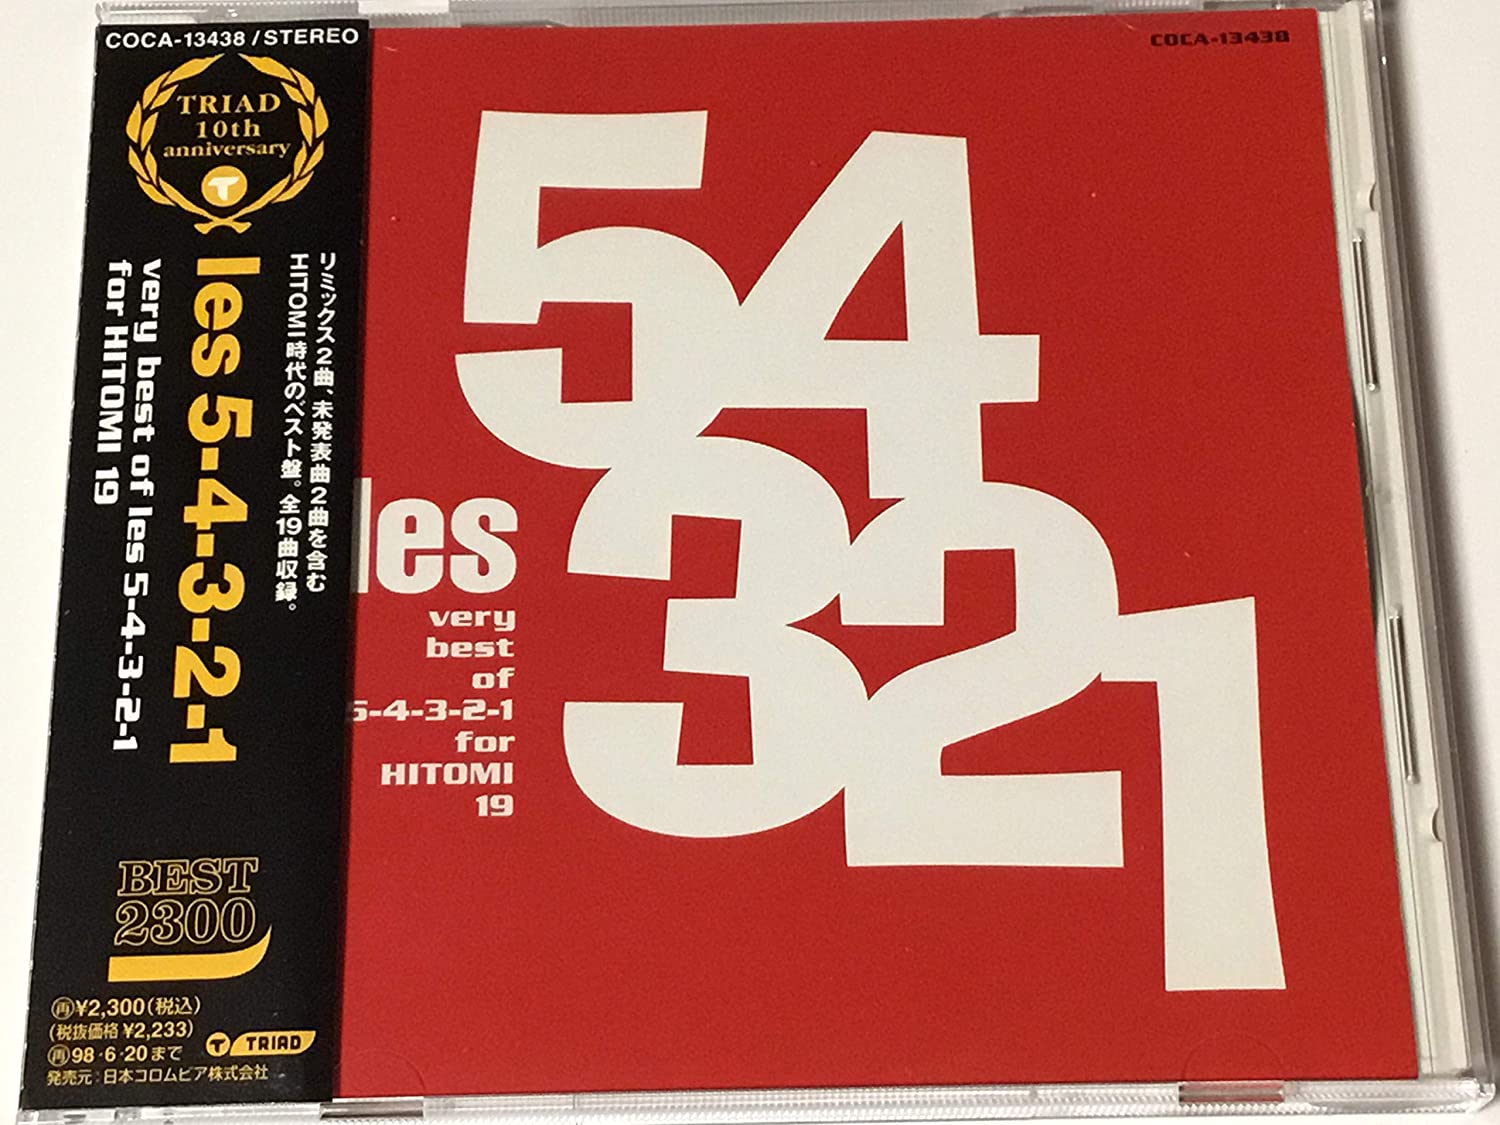 COCA-13438/STEREO
TRIAD
10th
anniversary
T
les 5-4-3-2-1
very best of les 5-4-3-2-1
for HITOMI 19
リミックス2曲、未発表曲2曲を含む
HITOMI時代のベスト盤。全19曲収録。
BEST
2300
再¥2,300(税込)
(税抜価格 ¥2,233)
再98・6・20まで
T TRIAD
発売元:日本コロムビア株式会社
COCA-13438
54
321
les
very
best
of
5-4-3-2-1
for
HITOMI
19